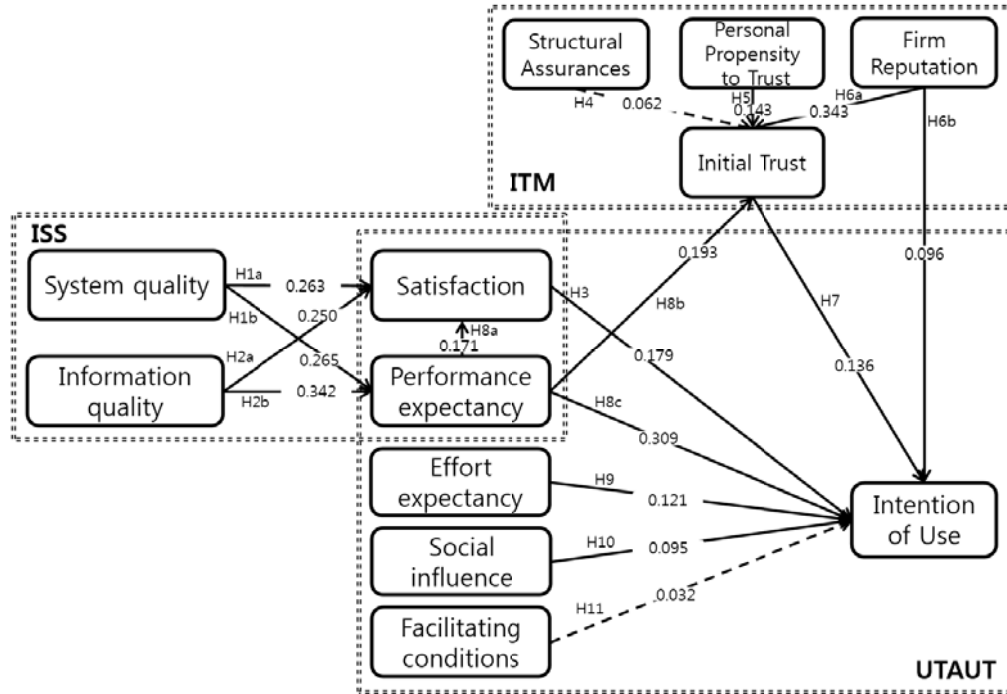 Structural
Assurances
Personal
Propensity
to Trust
Firm
Reputation
H4
0.062
H5
0.143
H6a
0.343
H6b
Initial Trust
ITM
ISS
0.193
0.096
System quality
H1a
0.263
Satisfaction
H3
H8b
H7
H1b
0.250
H8a
0.171
0.179
0.136
H2a
0.265
Information
quality
H2b
0.342
Performance
expectancy
H8c
0.309
Effort
expectancy
H9
0.121
Intention
of Use
Social
influence
H10
0.095
H11
0.032
Facilitating
conditions
UTAUT